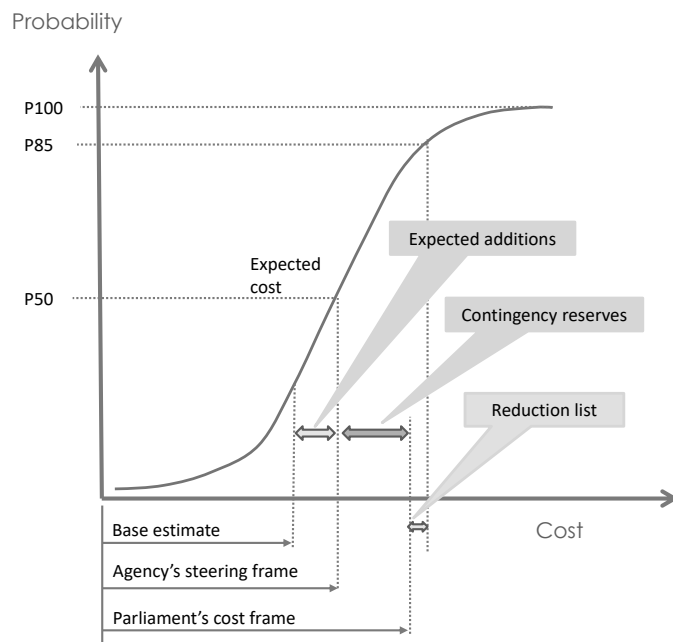 Probability
P100
P85
Expected additions
Expected
cost
P50
Contingency reserves
Reduction list
Cost
Base estimate
Agency's steering frame
Parliament's cost frame